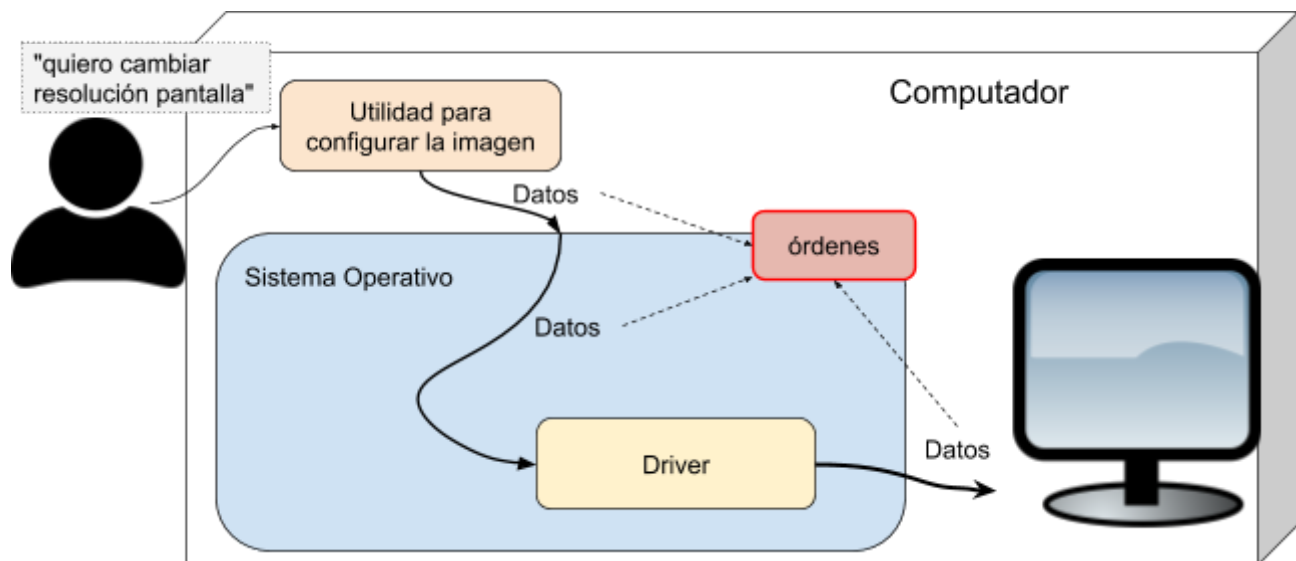 "quiero cambiar
resolución pantalla"
Utilidad para
configurar la imagen
Computador
Datos
órdenes
Sistema Operativo
Datos
Datos
Driver